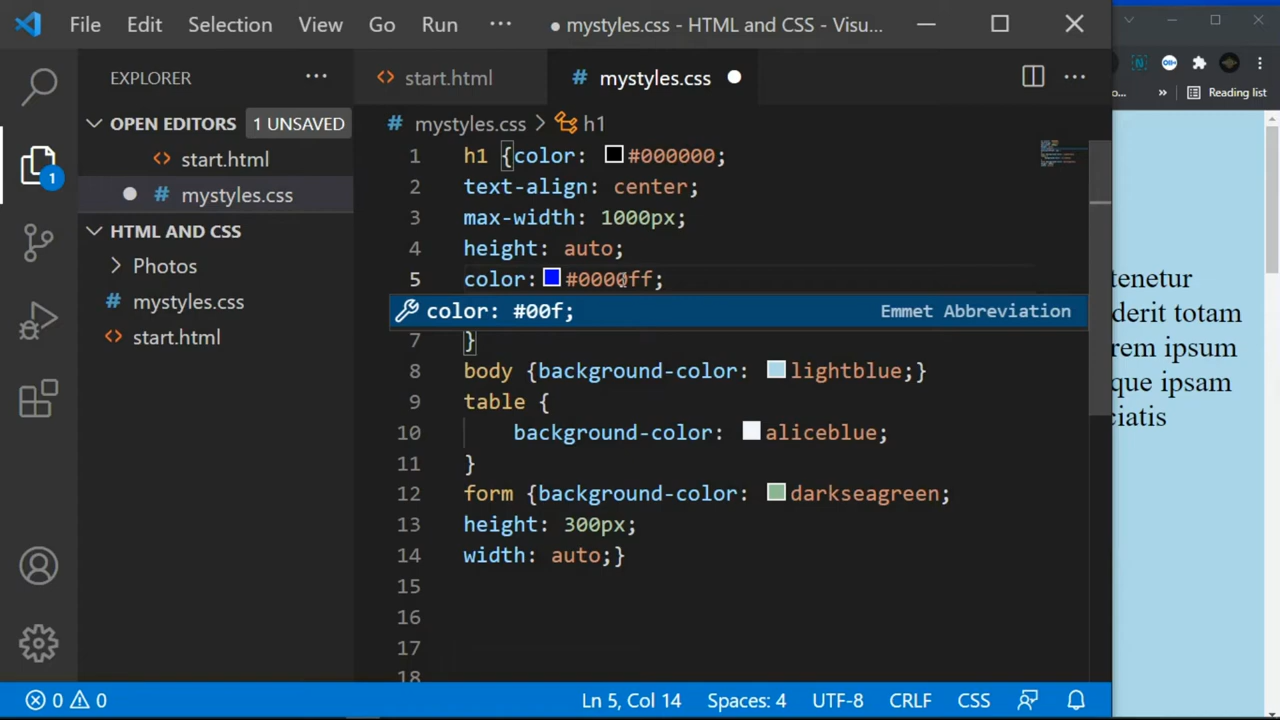 File Edit Selection View Go Run ··· ● mystyles.css - HTML and CSS - Visu...
Reading list
EXPLORER ···
start.html # mystyles.css
OPEN EDITORS 1 UNSAVED
start.html
# mystyles.css
HTML AND CSS
Photos
# mystyles.css
start.html
1
# mystyles.css > h1
1 h1 {color: #000000;
2 text-align: center;
3 max-width: 1000px;
4 height: auto;
5 color: #0000ff;
color: #00f; Emmet Abbreviation
7 }
8 body {background-color: lightblue;}
9 table {
10 background-color: aliceblue;
11 }
12 form {background-color: darkseagreen;
13 height: 300px;
14 width: auto;}
15
16
17
18
tenetur
derit totam
rem ipsum
que ipsam
ciatis
0 0 Ln 5, Col 14 Spaces: 4 UTF-8 CRLF CSS